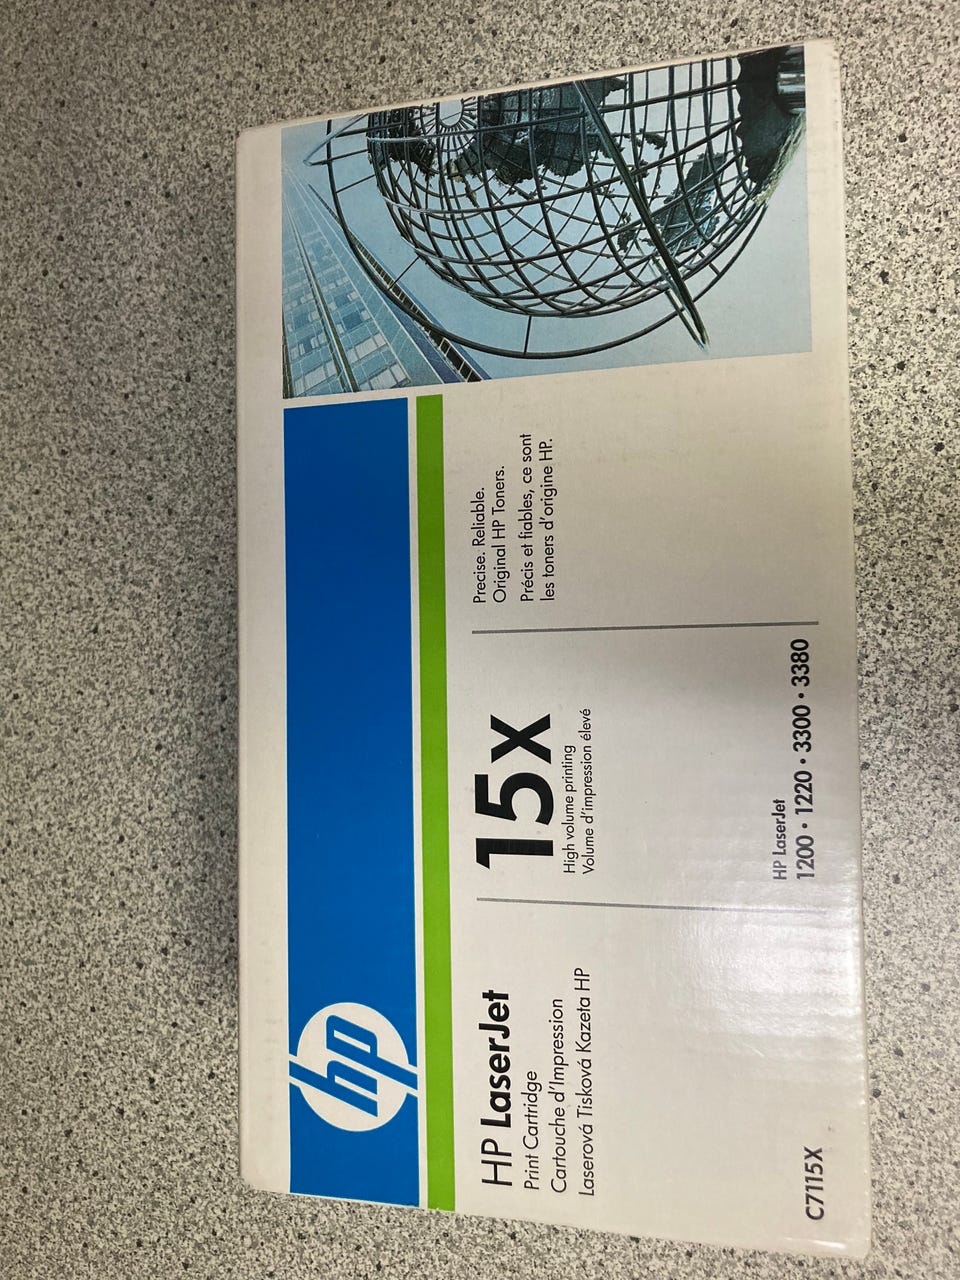 hp
HP LaserJet
Print Cartridge
Cartouche d'Impression
Laserová Tisková Kazeta HP
C7115X
15X
High volume printing
Volume d'impression élevé
HP LaserJet
1200 • 1220 • 3300 • 3380
Precise. Reliable.
Original HP Toners.
Précis et fiables, ce sont
les toners d'origine HP.